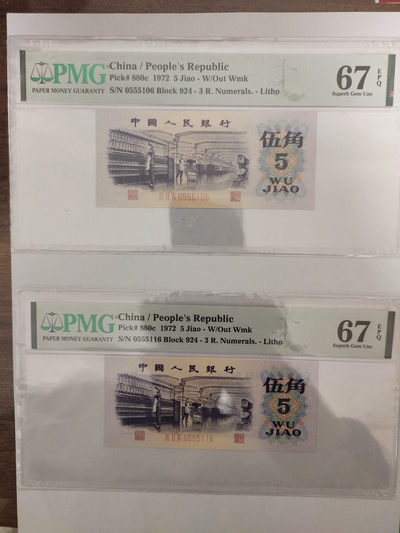 PMG
PAPER MONEY GUARANTY
China / People's Republic
Pick# 880c 1972 5 Jiao - W/Out Wmk
S/N 0555106 Block 924 - 3 R. Numerals. - Litho
67 EPQ
Superb Gem Unc
中國人民銀行
伍角
5
WU
JIAO
0555106
PMG
PAPER MONEY GUARANTY
China / People's Republic
Pick# 880c 1972 5 Jiao - W/Out Wmk
S/N 0555116 Block 924 - 3 R. Numerals. - Litho
67 EPQ
Superb Gem Unc
中國人民銀行
伍角
5
WU
JIAO
0555116